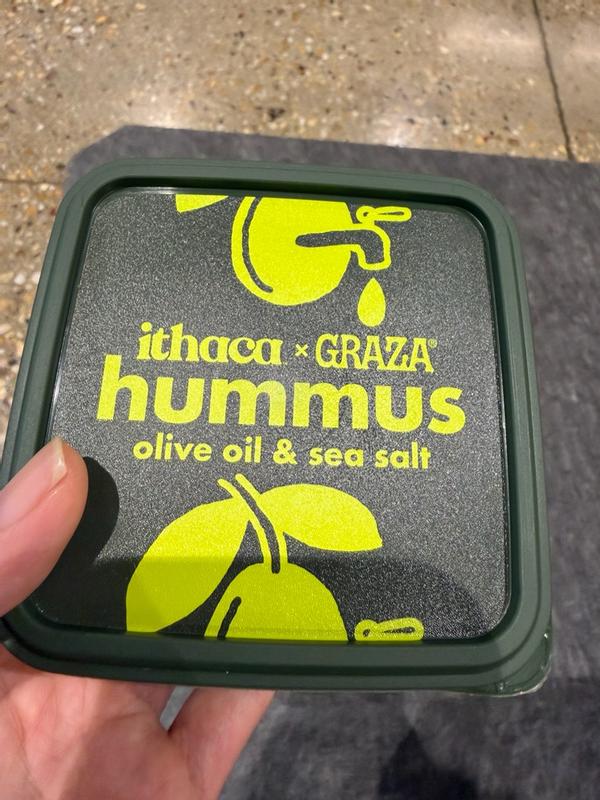 ithaca × GRAZA®
hummus
olive oil & sea salt